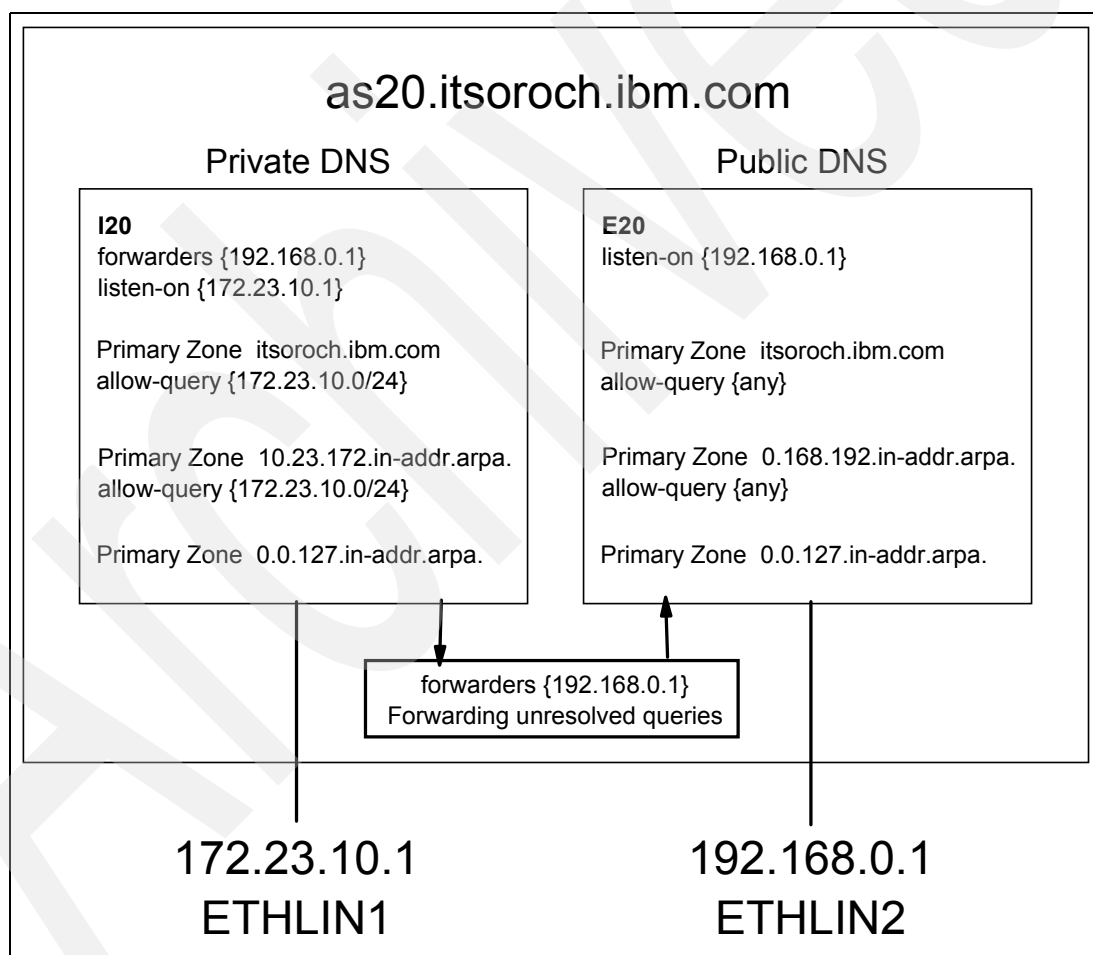 as20.itsoroch.ibm.com
Private DNS
I20
forwarders {192.168.0.1}
listen-on {172.23.10.1}
Primary Zone itsoroch.ibm.com
allow-query {172.23.10.0/24}
Primary Zone 10.23.172.in-addr.arpa.
allow-query {172.23.10.0/24}
Primary Zone 0.0.127.in-addr.arpa.
Public DNS
E20
listen-on {192.168.0.1}
Primary Zone itsoroch.ibm.com
allow-query {any}
Primary Zone 0.168.192.in-addr.arpa.
allow-query {any}
Primary Zone 0.0.127.in-addr.arpa.
forwarders {192.168.0.1}
Forwarding unresolved queries
172.23.10.1
ETHLIN1
192.168.0.1
ETHLIN2
Archive